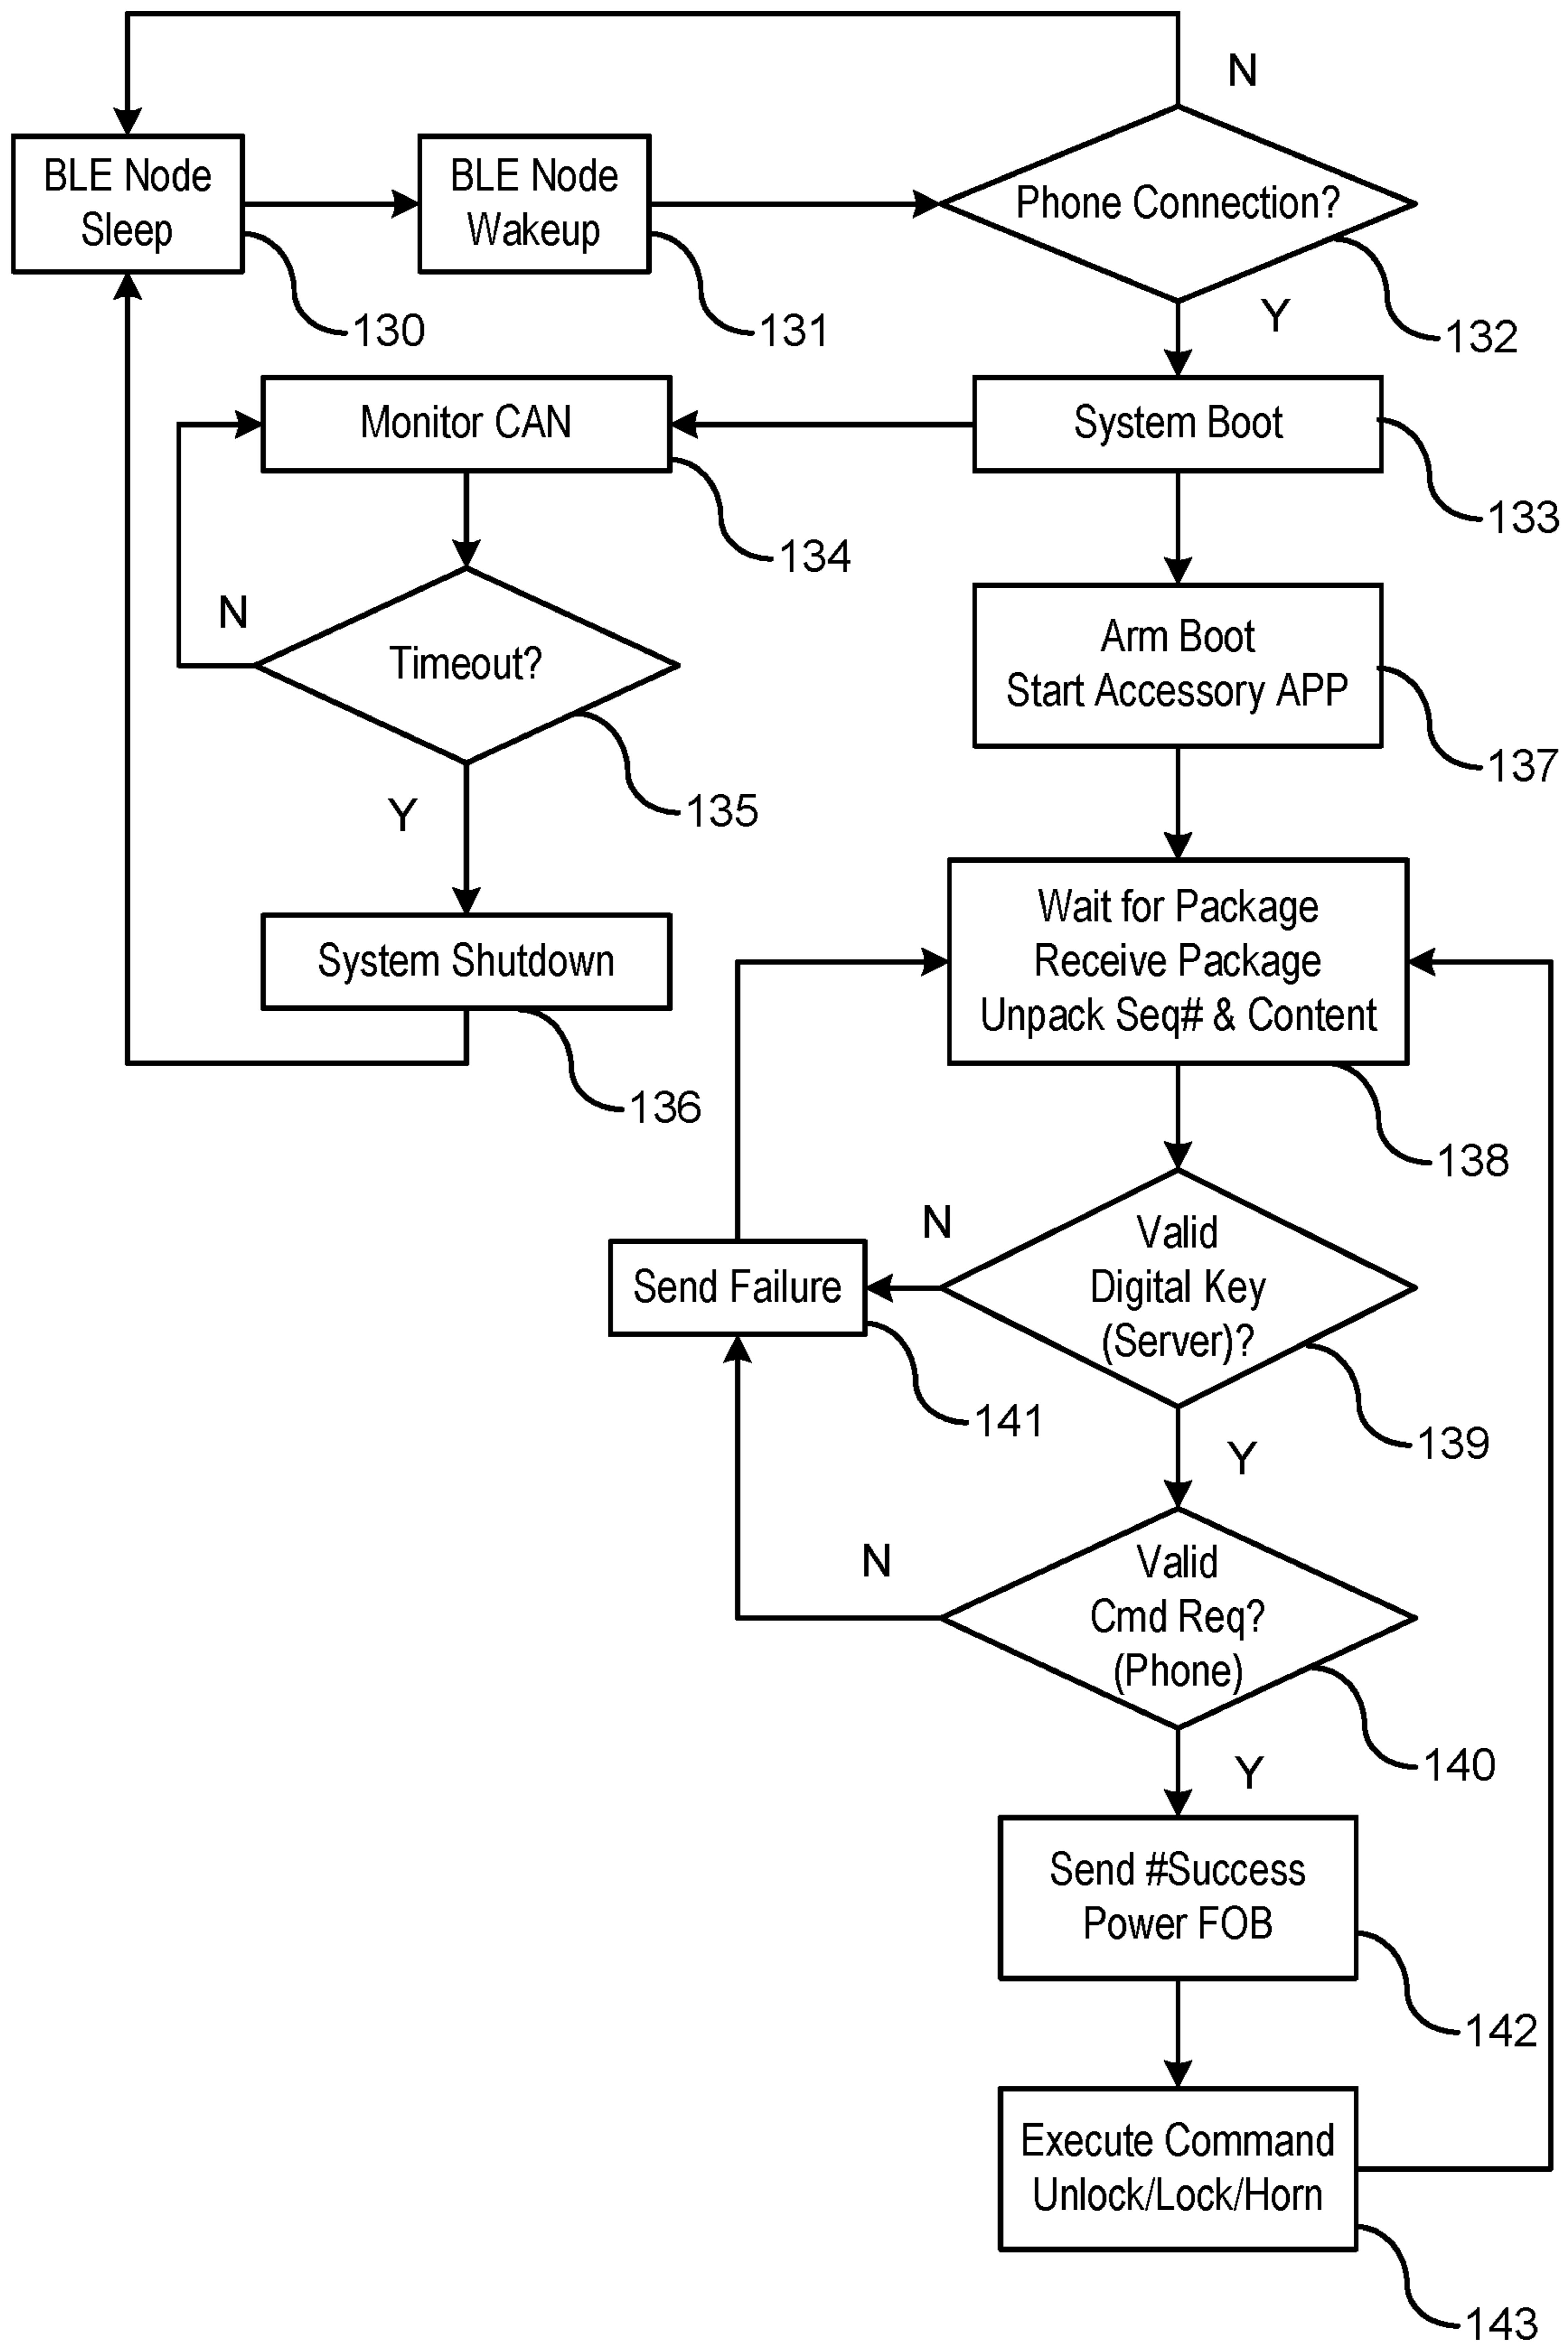 N
BLE Node
Sleep
BLE Node
Wakeup
Phone Connection?
130
131
132
Y
Monitor CAN
System Boot
133
134
N
Timeout?
Arm Boot
Start Accessory APP
137
135
Y
System Shutdown
Wait for Package
Receive Package
Unpack Seq# & Content
136
138
N
Valid
Digital Key
(Server)?
Send Failure
141
139
Y
N
Valid
Cmd Req?
(Phone)
140
Y
Send #Success
Power FOB
142
Execute Command
Unlock/Lock/Horn
143